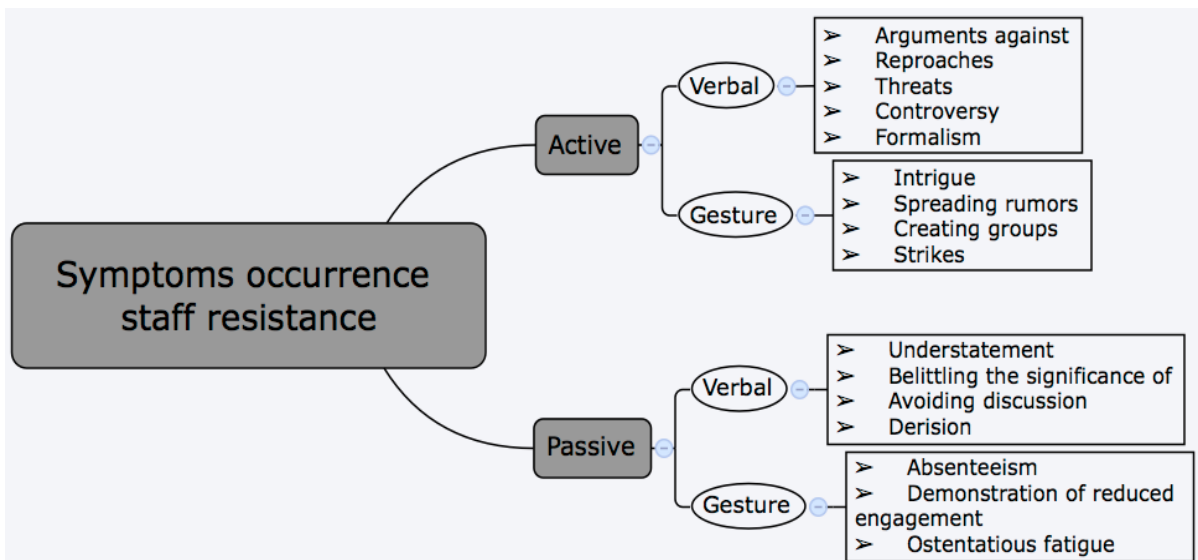 Symptoms occurrence
staff resistance
Active
Verbal
➢ Arguments against
➢ Reproaches
➢ Threats
➢ Controversy
➢ Formalism
Gesture
➢ Intrigue
➢ Spreading rumors
➢ Creating groups
➢ Strikes
Passive
Verbal
➢ Understatement
➢ Belittling the significance of
➢ Avoiding discussion
➢ Derision
Gesture
➢ Absenteeism
➢ Demonstration of reduced
engagement
➢ Ostentatious fatigue